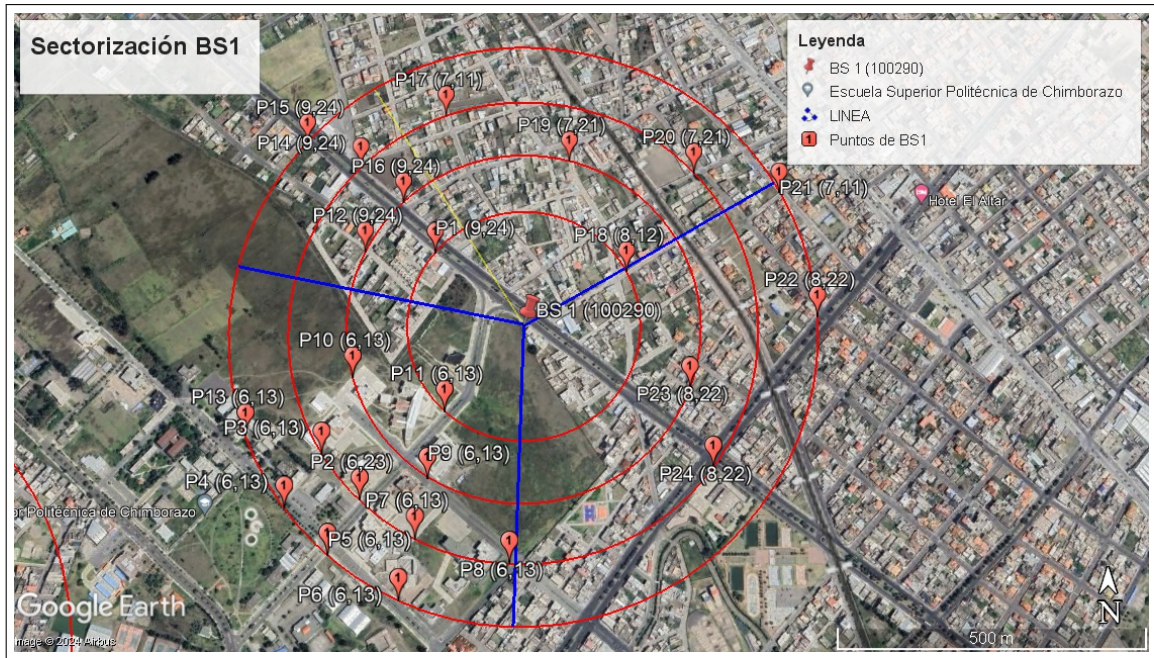 Sectorización BS1
Leyenda
BS 1 (100290)
Escuela Superior Politécnica de Chimborazo
LINEA
Puntos de BS1
P17 (7,11)
P15 (9,24)
P14 (9,24)
P19 (7,21)
P20 (7,21)
P16 (9,24)
P21 (7,11)
Hotel El Altar
P12 (9,24)
P1 (9,24)
P18 (8,12)
P22 (8,22)
BS 1 (100290)
P10 (6,13)
P11 (6,13)
P23 (8,22)
P13 (6,13)
P3 (6,13)
P9 (6,13)
P2 (6,23)
P24 (8,22)
P4 (6,13)
or Politécnica de Chimborazo
P7 (6,13)
P5 (6,13)
P8 (6,13)
P6 (6,13)
Google Earth
Image © 2024 Airbus
N
500 m